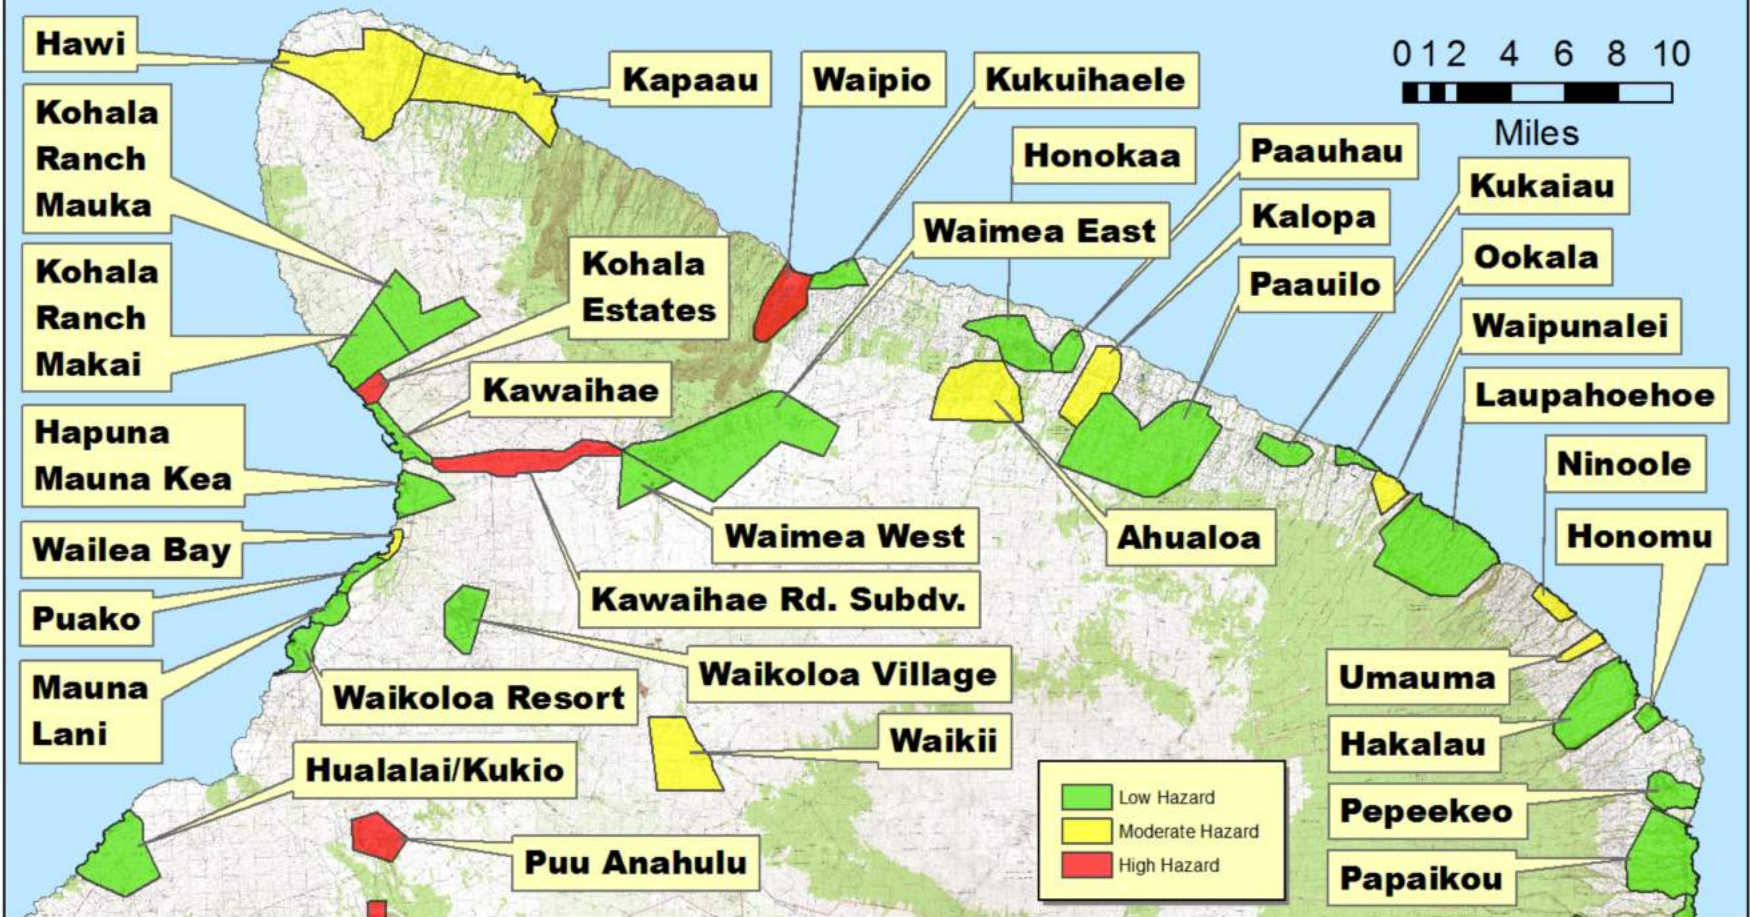 Hawi
Kapaau
Waipio
Kukuihaele
0 1 2 4 6 8 10
Miles
Kohala
Ranch
Mauka
Honokaa
Paauhau
Kukaiau
Waimea East
Kalopa
Kohala
Ranch
Makai
Kohala
Estates
Paauilo
Ookala
Waipunalei
Kawaihae
Laupahoehoe
Hapuna
Mauna Kea
Ninoole
Wailea Bay
Waimea West
Ahualoa
Honomu
Puako
Kawaihae Rd. Subdv.
Mauna
Lani
Waikoloa Resort
Waikoloa Village
Umauma
Waikii
Hakalau
Hualalai/Kukio
Low Hazard
Moderate Hazard
High Hazard
Pepeekeo
Puu Anahulu
Papaikou